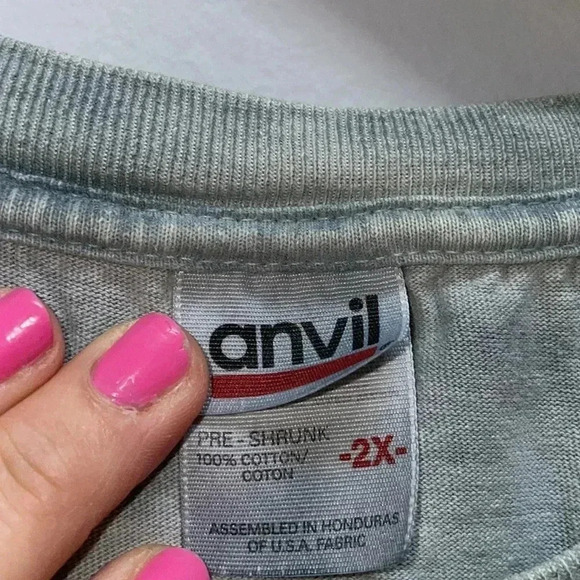 anvil
PRE - SHRUNK
100% COTTON/
COTON
-2X-
ASSEMBLED IN HONDURAS
OF U.S.A. FABRIC